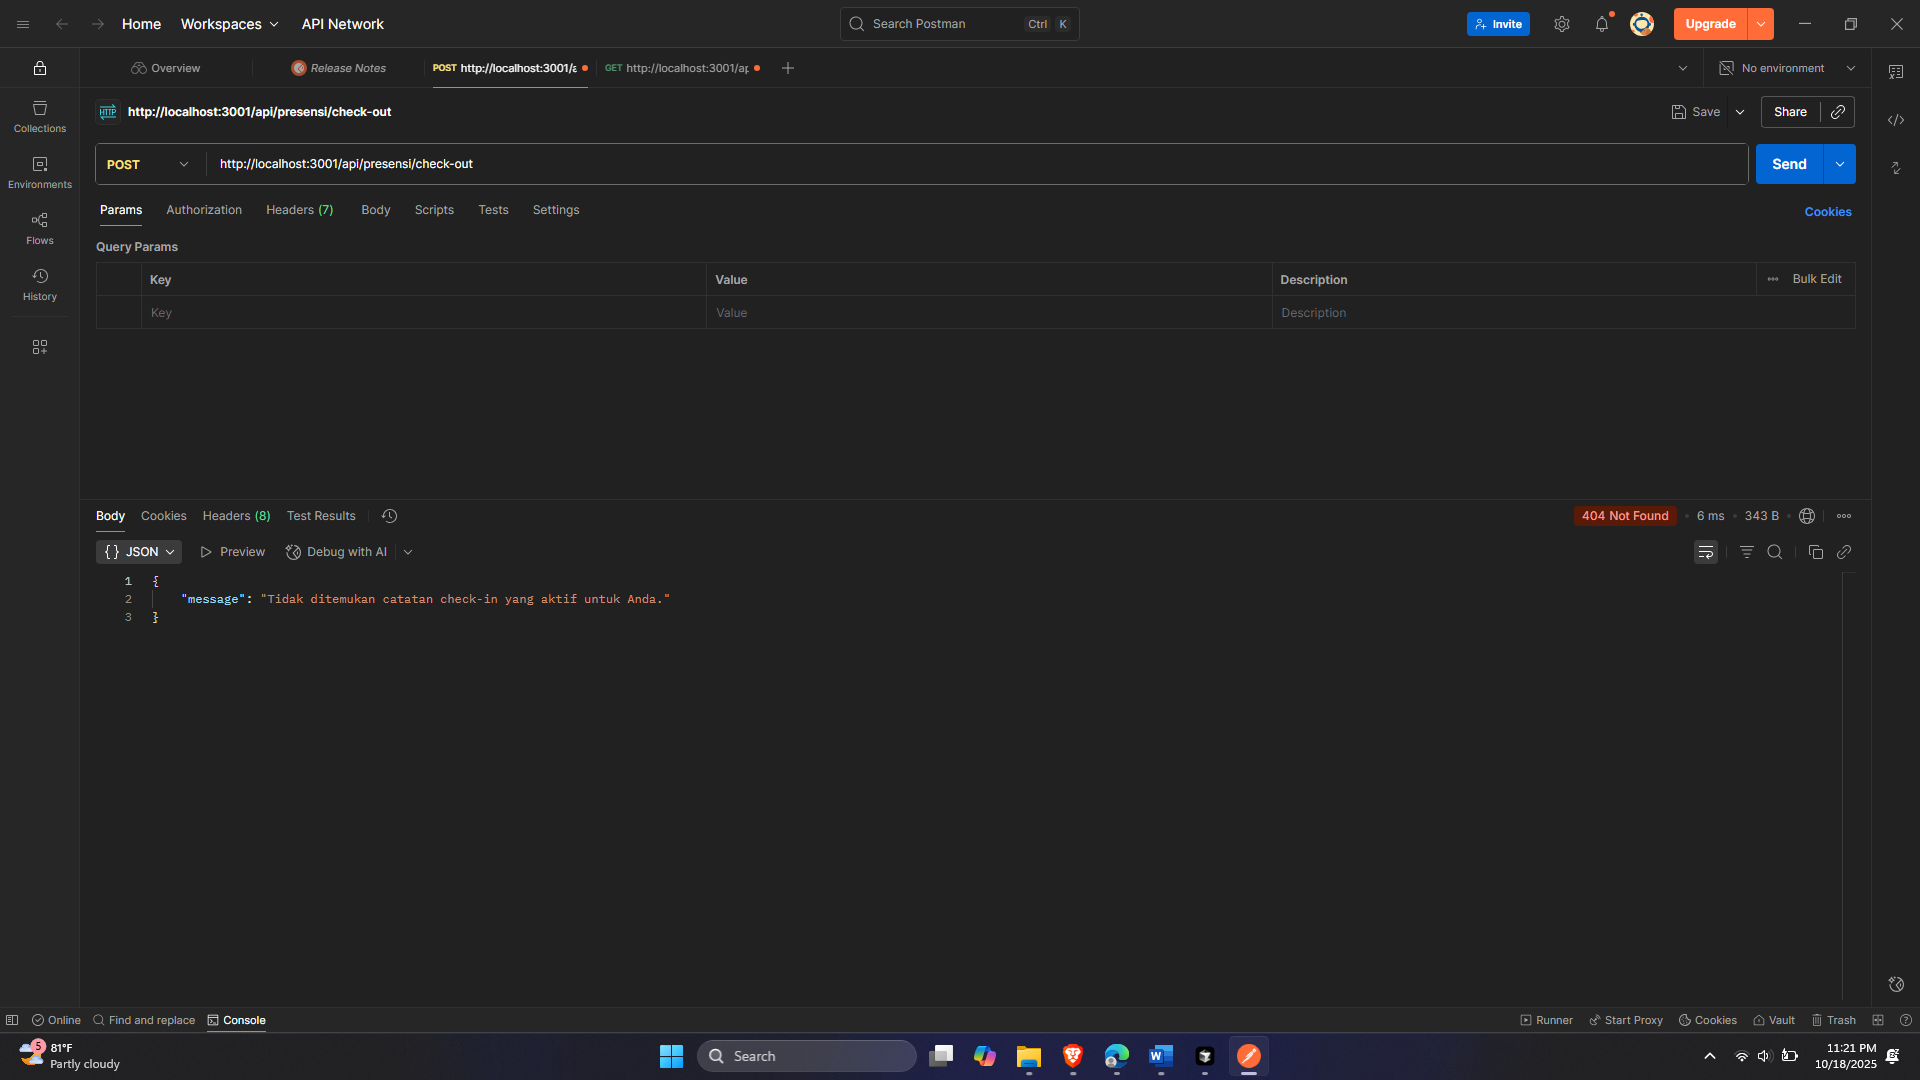 Home
Workspaces
API Network
Search Postman
Ctrl
K
Invite
Upgrade
Overview
Release Notes
POST http://localhost:3001/a
GET http://localhost:3001/ap
No environment
Collections
Environments
Flows
History
HTTP
http://localhost:3001/api/presensi/check-out
Save
Share
POST
http://localhost:3001/api/presensi/check-out
Send
Params
Authorization
Headers (7)
Body
Scripts
Tests
Settings
Cookies
Query Params
Key
Value
Description
Bulk Edit
Key
Value
Description
Body
Cookies
Headers (8)
Test Results
404 Not Found
6 ms
343 B
{} JSON
Preview
Debug with AI
1 {
2 "message": "Tidak ditemukan catatan check-in yang aktif untuk Anda."
3 }
Online
Find and replace
Console
Runner
Start Proxy
Cookies
Vault
Trash
5
81°F
Partly cloudy
Search
11:21 PM
10/18/2025